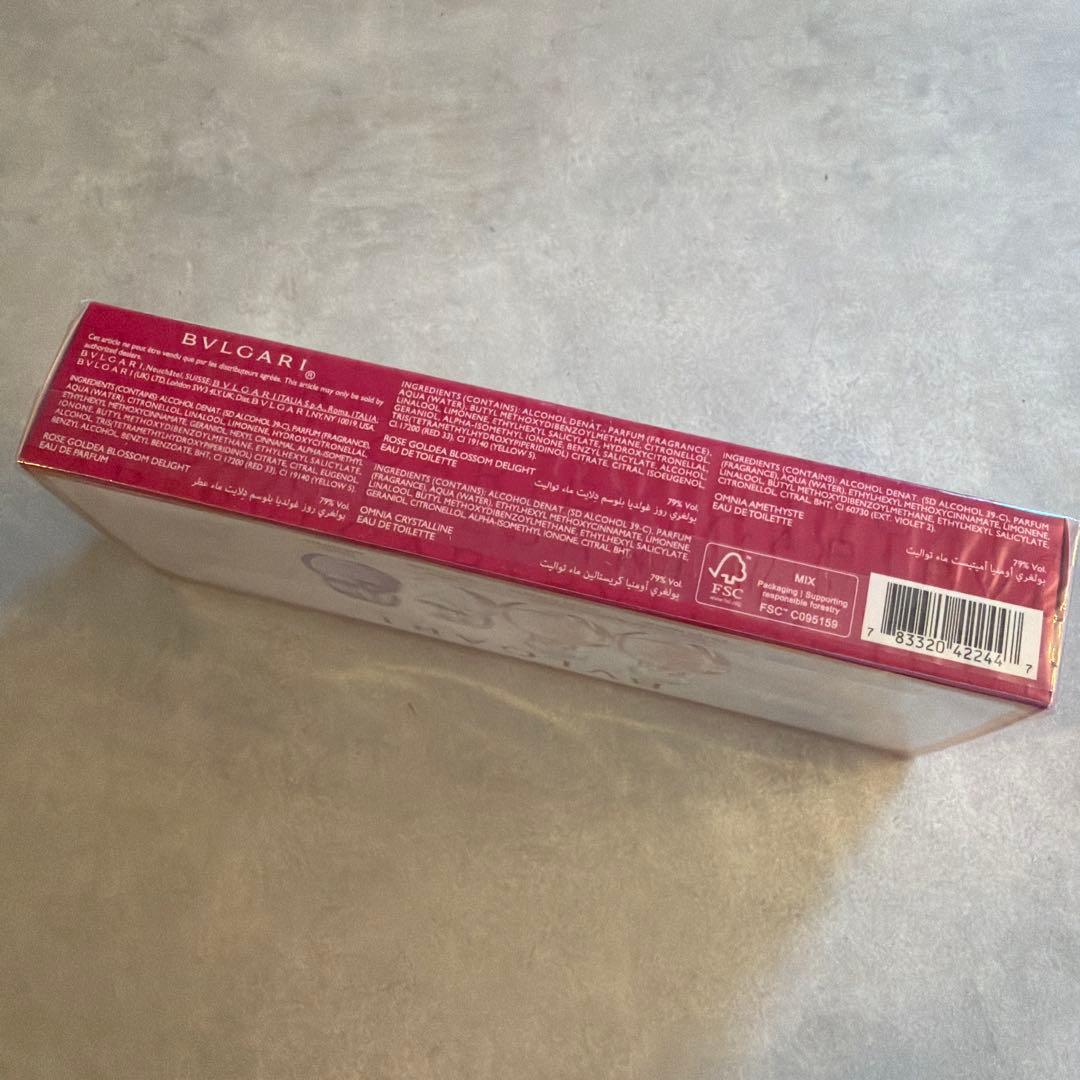 BVLGARI®
Cet article ne peut être vendu que par les distributeurs agréés. This article may only be sold by
authorized dealers.
BVLGARI, Neuchâtel, SUISSE; BVLGARI ITALIA S.p.A., Roma, ITALIA;
BVLGARI (UK) LTD, London SW3 4LY, UK; Dist. BVLGARI, NY, NY 10019, USA.
INGREDIENTS (CONTAINS): ALCOHOL DENAT. (SD ALCOHOL 39-C), PARFUM (FRAGRANCE),
AQUA (WATER), CITRONELLOL, LINALOOL, LIMONENE, HYDROXYCITRONELLAL,
ETHYLHEXYL METHOXYCINNAMATE, GERANIOL, HEXYL CINNAMAL, ALPHA-ISOMETHYL
IONONE, BUTYL METHOXYDIBENZOYLMETHANE, ETHYLHEXYL SALICYLATE,
ALCOHOL, TRIS(TETRAMETHYLHYDROXYPIPERIDINOL) CITRATE, CITRAL, EUGENOL,
BENZYL ALCOHOL, BENZYL BENZOATE, BHT, CI 17200 (RED 33), CI 19140 (YELLOW 5).
ROSE GOLDEA BLOSSOM DELIGHT
EAU DE PARFUM
79% Vol.
بولغري روز غولديا بلوسم دلايت ماء عطر
INGREDIENTS (CONTAINS): ALCOHOL DENAT., PARFUM (FRAGRANCE),
AQUA (WATER), BUTYL METHOXYDIBENZOYLMETHANE, CITRONELLOL,
LINALOOL, LIMONENE, ETHYLHEXYL SALICYLATE, HYDROXYCITRONELLAL,
GERANIOL, ALPHA-ISOMETHYL IONONE, BENZYL SALICYLATE, ALCOHOL,
TRIS(TETRAMETHYLHYDROXYPIPERIDINOL) CITRATE, CITRAL, ISOEUGENOL,
CI 17200 (RED 33), CI 19140 (YELLOW 5).
ROSE GOLDEA BLOSSOM DELIGHT
EAU DE TOILETTE
79% Vol.
بولغري روز غولديا بلوسم دلايت ماء تواليت
INGREDIENTS (CONTAINS): ALCOHOL DENAT. (SD ALCOHOL 39-C), PARFUM
(FRAGRANCE), AQUA (WATER), ETHYLHEXYL METHOXYCINNAMATE, LIMONENE,
LINALOOL, BUTYL METHOXYDIBENZOYLMETHANE, ETHYLHEXYL SALICYLATE,
GERANIOL, CITRONELLOL, ALPHA-ISOMETHYL IONONE, CITRAL, BHT.
OMNIA CRYSTALLINE
EAU DE TOILETTE
79% Vol.
بولغري أومنيا كريستالين ماء تواليت
INGREDIENTS (CONTAINS): ALCOHOL DENAT. (SD ALCOHOL 39-C), PARFUM
(FRAGRANCE), AQUA (WATER), ETHYLHEXYL METHOXYCINNAMATE, LIMONENE,
LINALOOL, BUTYL METHOXYDIBENZOYLMETHANE, ETHYLHEXYL SALICYLATE,
CITRONELLOL, CITRAL, BHT, CI 60730 (EXT. VIOLET 2).
OMNIA AMETHYSTE
EAU DE TOILETTE
79% Vol.
بولغري أومنيا أميتيست ماء تواليت
FSC
MIX
Packaging | Supporting
responsible forestry
FSC™ C095159
7 83320 42244 7